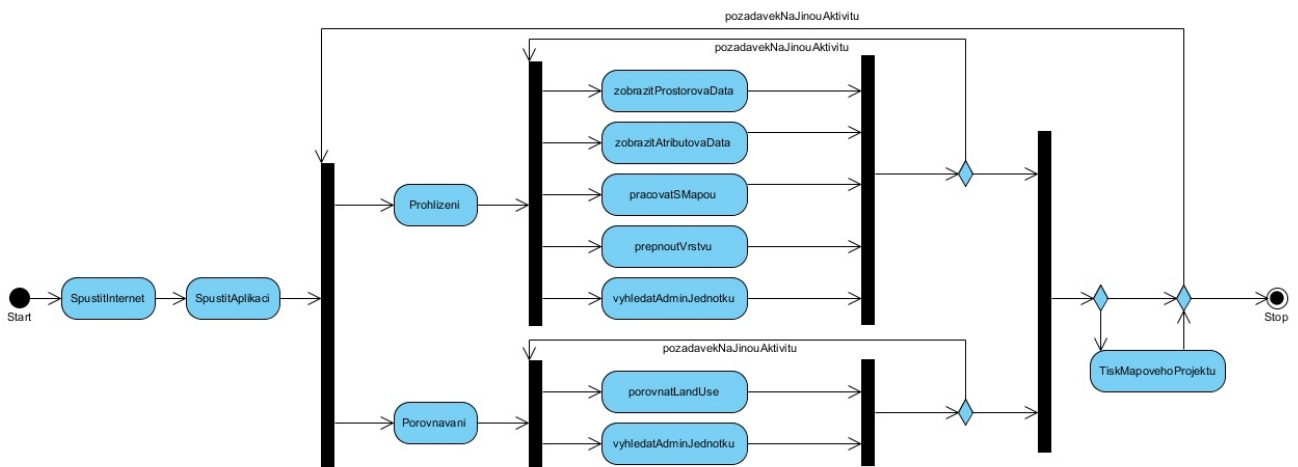 pozadavekNaJinouAktivitu
pozadavekNaJinouAktivitu
zobrazitProstorovaData
zobrazitAtributovaData
Prohlizeni
pracovatSMapou
prepnoutVrstvu
Start
SpustitInternet
SpustitAplikaci
vyhledatAdminJednotku
Stop
pozadavekNaJinouAktivitu
TiskMapovehoProjektu
porovnatLandUse
Porovnavani
vyhledatAdminJednotku